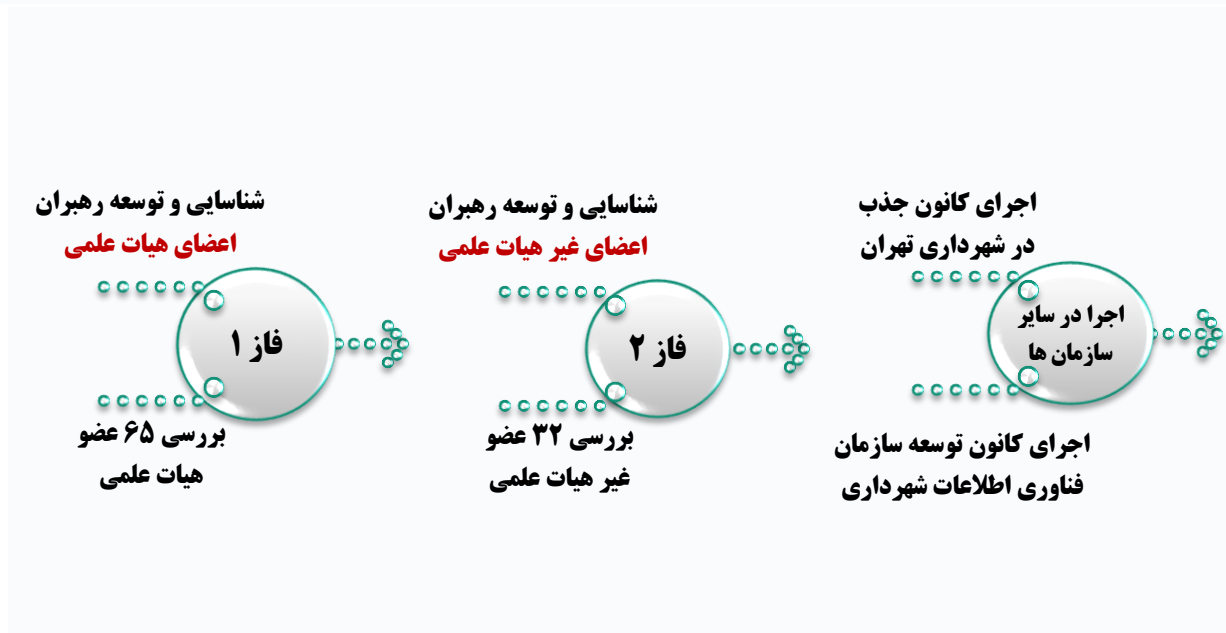 شناسایی و توسعه رهبران
اعضای هیات علمی
فاز ۱
بررسی ۶۵ عضو
هیات علمی
شناسایی و توسعه رهبران
اعضای غیر هیات علمی
فاز ۲
بررسی ۳۲ عضو
غیر هیات علمی
اجرای کانون جذب
در شهرداری تهران
اجرا در سایر
سازمان ها
اجرای کانون توسعه سازمان
فناوری اطلاعات شهرداری